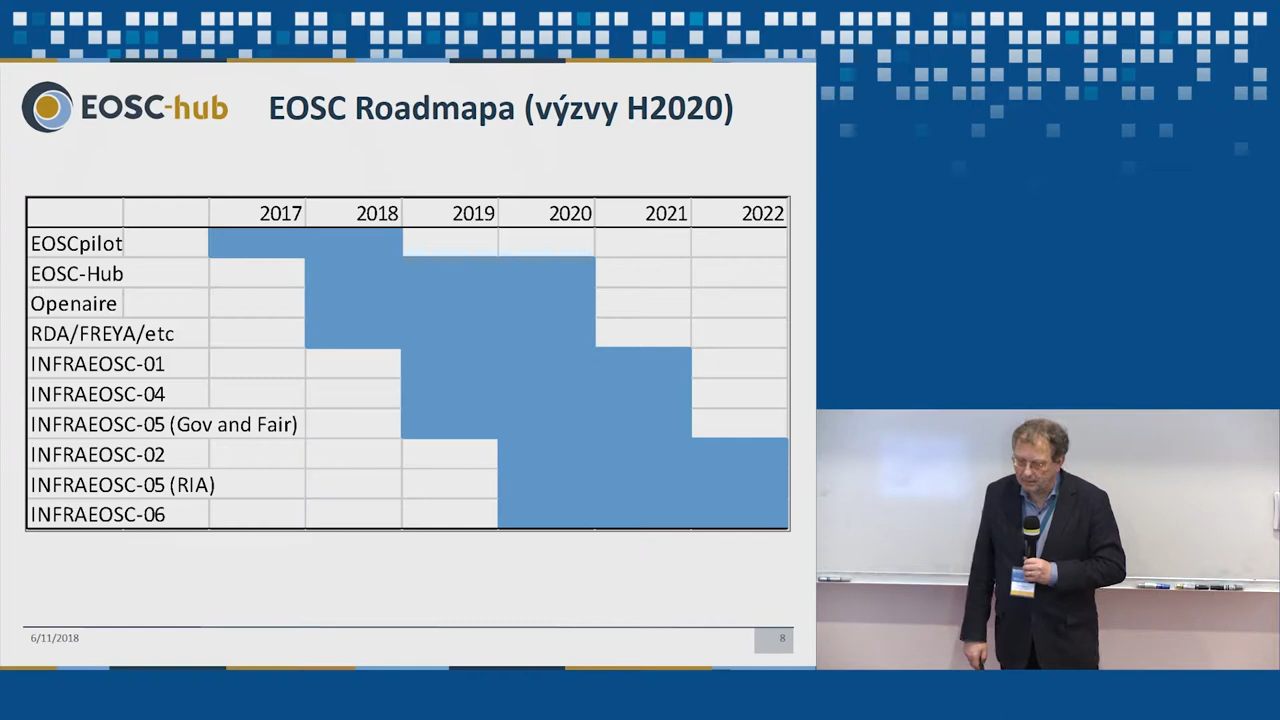 EOSC-hub
EOSC Roadmapa (výzvy H2020)
2017 2018 2019 2020 2021 2022
EOSCpilot
EOSC-Hub
Openaire
RDA/FREYA/etc
INFRAEOSC-01
INFRAEOSC-04
INFRAEOSC-05 (Gov and Fair)
INFRAEOSC-02
INFRAEOSC-05 (RIA)
INFRAEOSC-06
6/11/2018 8